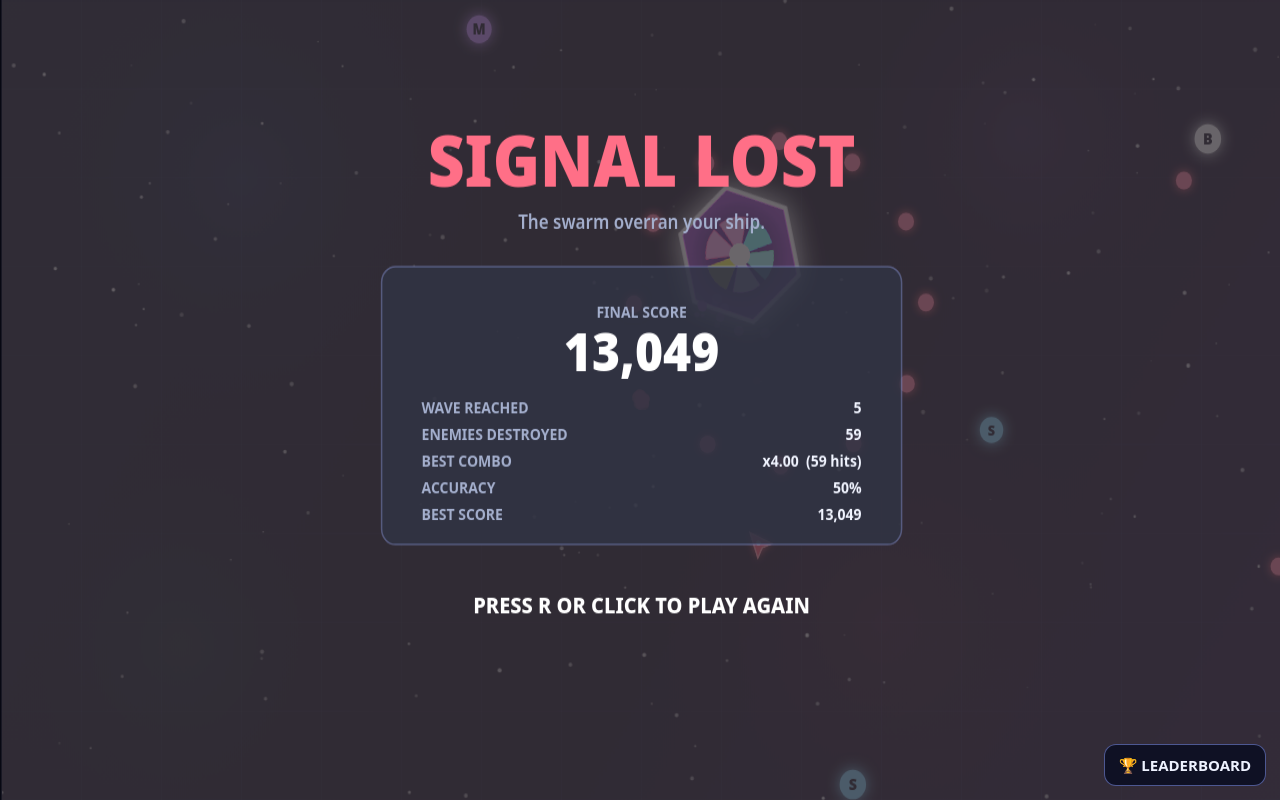 M
B
SIGNAL LOST
The swarm overran your ship.
FINAL SCORE
13,049
WAVE REACHED 5
ENEMIES DESTROYED 59
BEST COMBO x4.00 (59 hits)
ACCURACY 50%
BEST SCORE 13,049
S
PRESS R OR CLICK TO PLAY AGAIN
🏆 LEADERBOARD
S